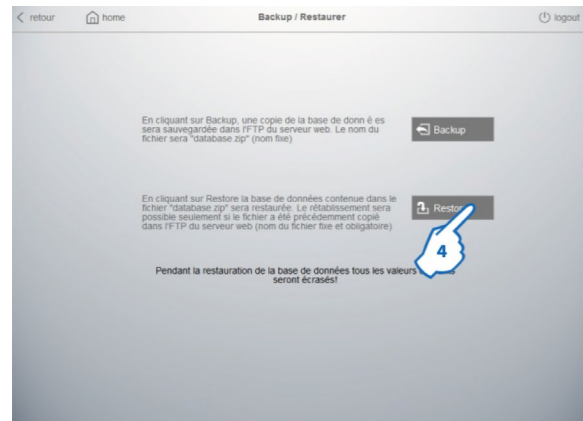 retour home Backup / Restaurer logout
En cliquant sur Backup, une copie de la base de donn é es
sera sauvegardée dans l'FTP du serveur web. Le nom du
fichier sera "database.zip" (nom fixe)
Backup
En cliquant sur Restore la base de données contenue dans le
fichier "database.zip" sera restaurée. Le rétablissement sera
possible seulement si le fichier a été précédemment copié
dans l'FTP du serveur web (nom du fichier fixe et obligatoire)
Restore
4
Pendant la restauration de la base de données tous les valeurs
seront écrasés!